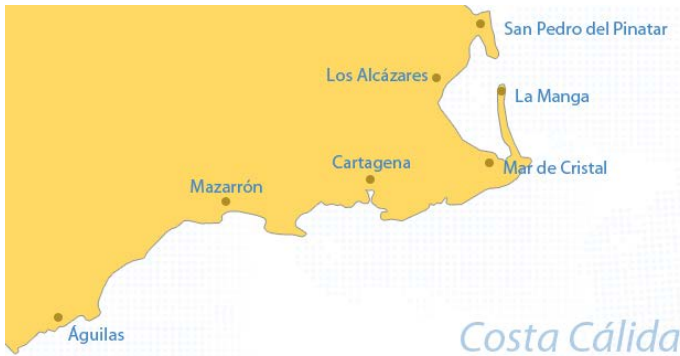 San Pedro del Pinatar
Los Alcázares
La Manga
Cartagena
Mar de Cristal
Mazarrón
Águilas
Costa Cálida